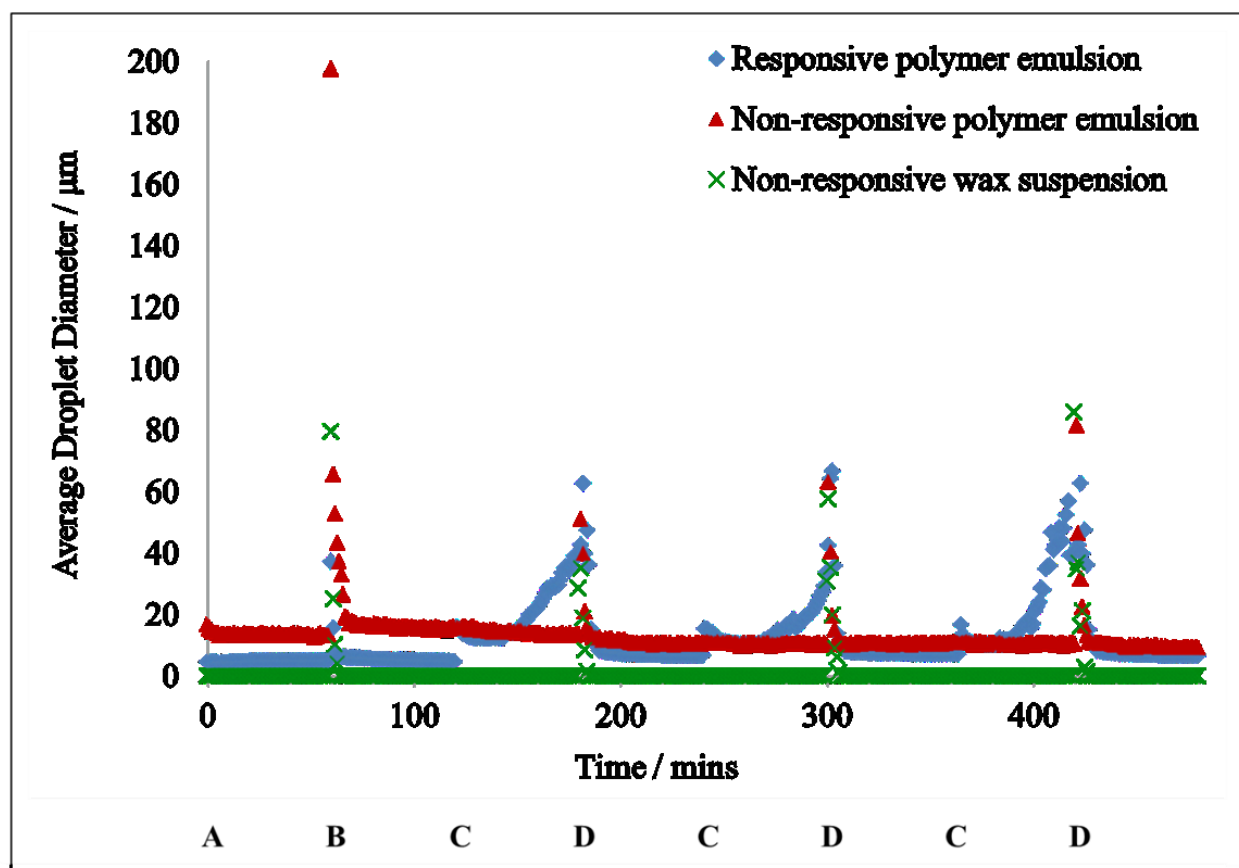 200
Responsive polymer emulsion
180
Non-responsive polymer emulsion
160
Non-responsive wax suspension
140
120
100
80
60
40
20
0
Average Droplet Diameter / μm
0 100 200 300 400
Time / mins
A B C D C D C D